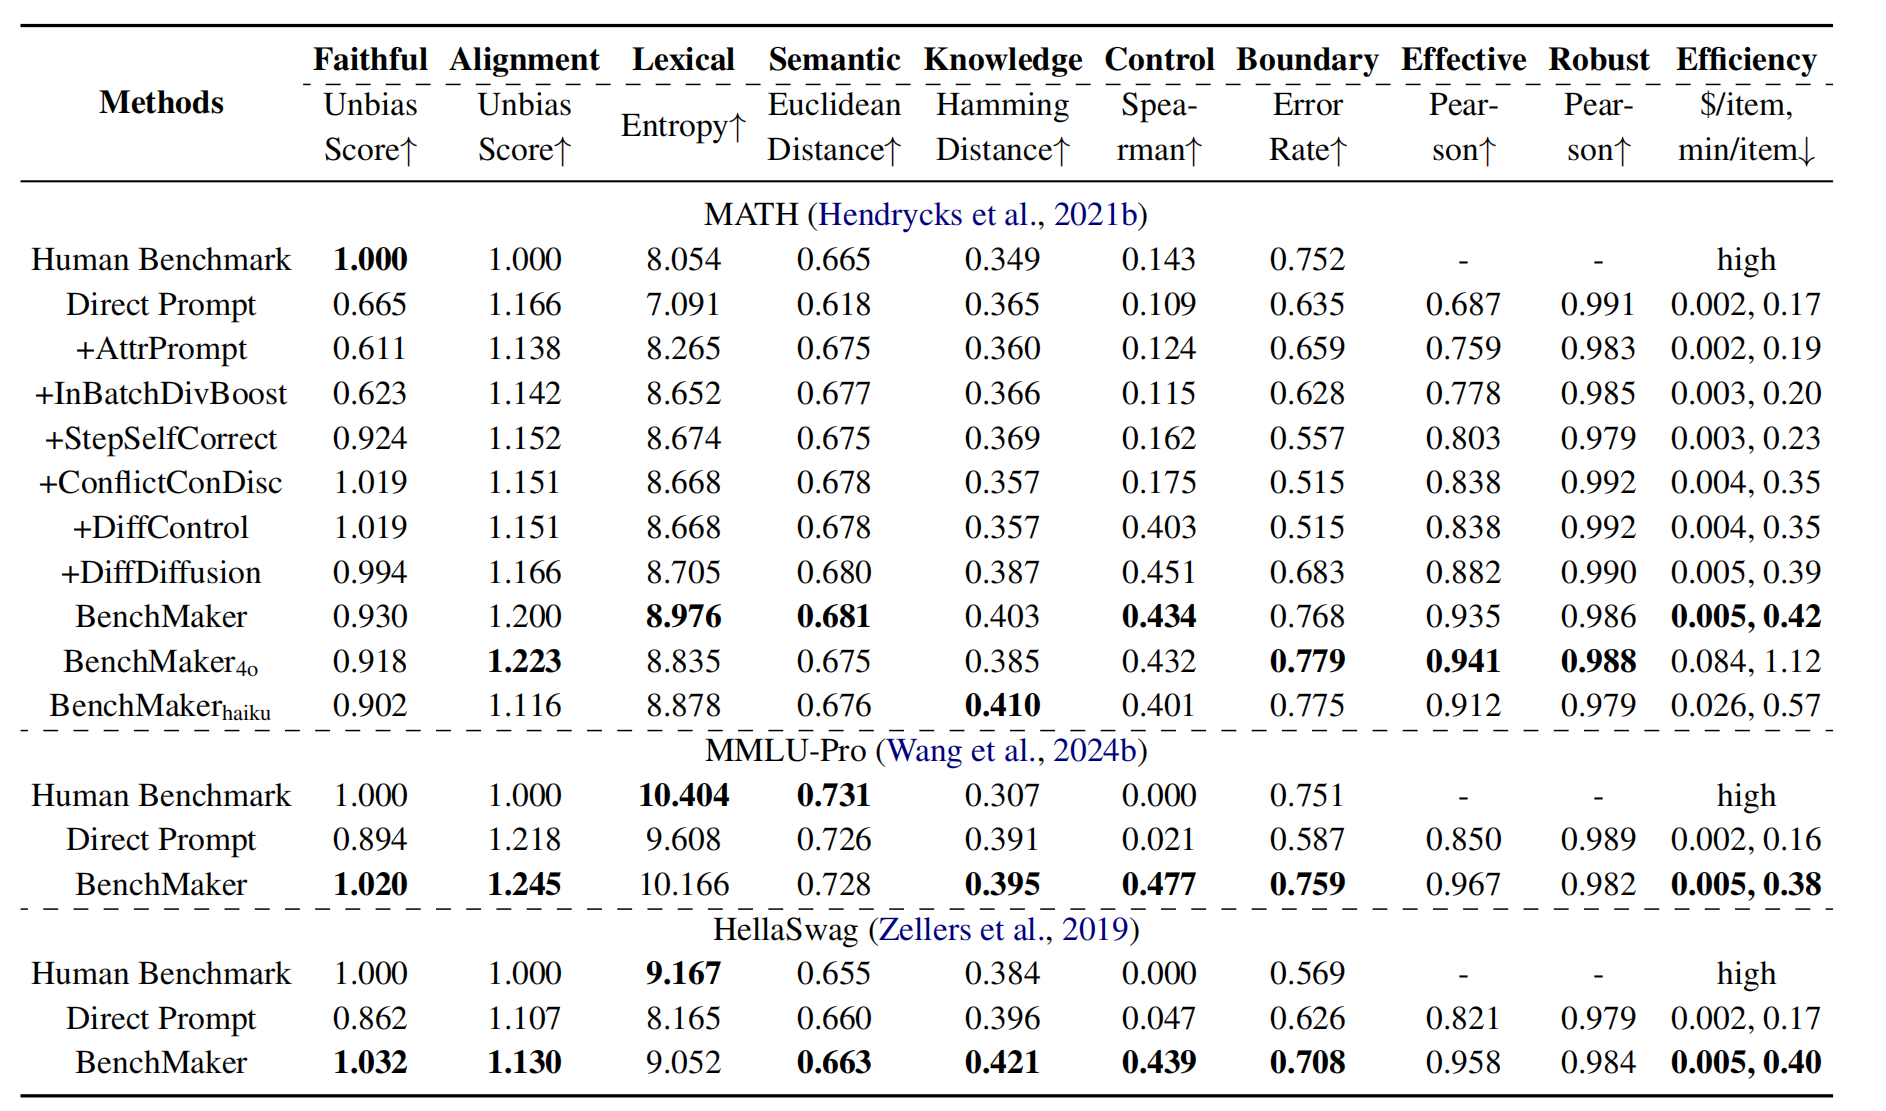 Methods Faithful Alignment Lexical Semantic Knowledge Control Boundary Effective Robust Efficiency
Unbias Score↑ Unbias Score↑ Entropy↑ Euclidean Distance↑ Hamming Distance↑ Spea-rman↑ Error Rate↑ Pear-son↑ Pear-son↑ $/item, min/item↓
MATH (Hendrycks et al., 2021b)
Human Benchmark 1.000 1.000 8.054 0.665 0.349 0.143 0.752 - - high
Direct Prompt 0.665 1.166 7.091 0.618 0.365 0.109 0.635 0.687 0.991 0.002, 0.17
+AttrPrompt 0.611 1.138 8.265 0.675 0.360 0.124 0.659 0.759 0.983 0.002, 0.19
+InBatchDivBoost 0.623 1.142 8.652 0.677 0.366 0.115 0.628 0.778 0.985 0.003, 0.20
+StepSelfCorrect 0.924 1.152 8.674 0.675 0.369 0.162 0.557 0.803 0.979 0.003, 0.23
+ConflictConDisc 1.019 1.151 8.668 0.678 0.357 0.175 0.515 0.838 0.992 0.004, 0.35
+DiffControl 1.019 1.151 8.668 0.678 0.357 0.403 0.515 0.838 0.992 0.004, 0.35
+DiffDiffusion 0.994 1.166 8.705 0.680 0.387 0.451 0.683 0.882 0.990 0.005, 0.39
BenchMaker 0.930 1.200 8.976 0.681 0.403 0.434 0.768 0.935 0.986 0.005, 0.42
BenchMaker4o 0.918 1.223 8.835 0.675 0.385 0.432 0.779 0.941 0.988 0.084, 1.12
BenchMakerhaiku 0.902 1.116 8.878 0.676 0.410 0.401 0.775 0.912 0.979 0.026, 0.57
MMLU-Pro (Wang et al., 2024b)
Human Benchmark 1.000 1.000 10.404 0.731 0.307 0.000 0.751 - - high
Direct Prompt 0.894 1.218 9.608 0.726 0.391 0.021 0.587 0.850 0.989 0.002, 0.16
BenchMaker 1.020 1.245 10.166 0.728 0.395 0.477 0.759 0.967 0.982 0.005, 0.38
HellaSwag (Zellers et al., 2019)
Human Benchmark 1.000 1.000 9.167 0.655 0.384 0.000 0.569 - - high
Direct Prompt 0.862 1.107 8.165 0.660 0.396 0.047 0.626 0.821 0.979 0.002, 0.17
BenchMaker 1.032 1.130 9.052 0.663 0.421 0.439 0.708 0.958 0.984 0.005, 0.40